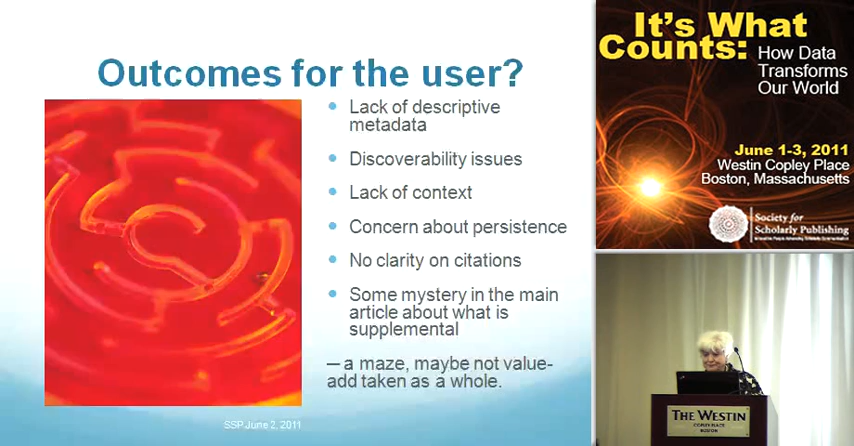 Outcomes for the user?
Lack of descriptive
metadata
Discoverability issues
Lack of context
Concern about persistence
No clarity on citations
Some mystery in the main
article about what is
supplemental
— a maze, maybe not value-
add taken as a whole.
SSP June 2, 2011
It's What
Counts:
How Data
Transforms
Our World
June 1-3, 2011
Westin Copley Place
Boston, Massachusetts
Society for
Scholarly Publishing
THE WESTIN
COPLEY PLACE
BOSTON